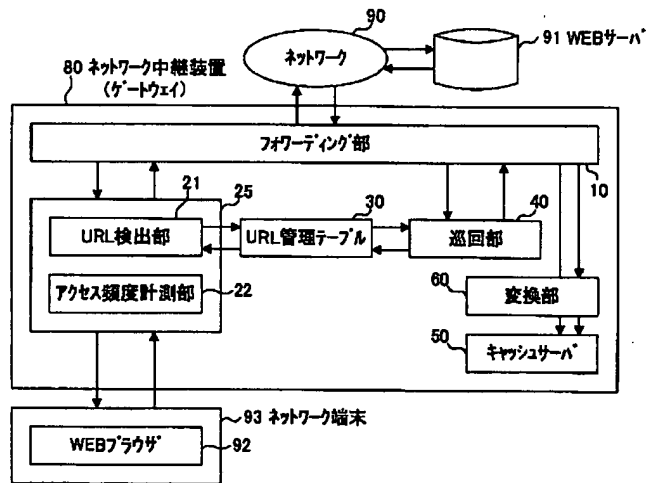 90
ネットワーク
91 WEBサーバ
80 ネットワーク中継装置
(ゲートウェイ)
フォワーディング部
10
21
25
URL検出部
30
URL管理テーブル
40
巡回部
アクセス頻度計測部
22
60
変換部
50
キャッシュサーバ
93 ネットワーク端末
WEBブラウザ
92